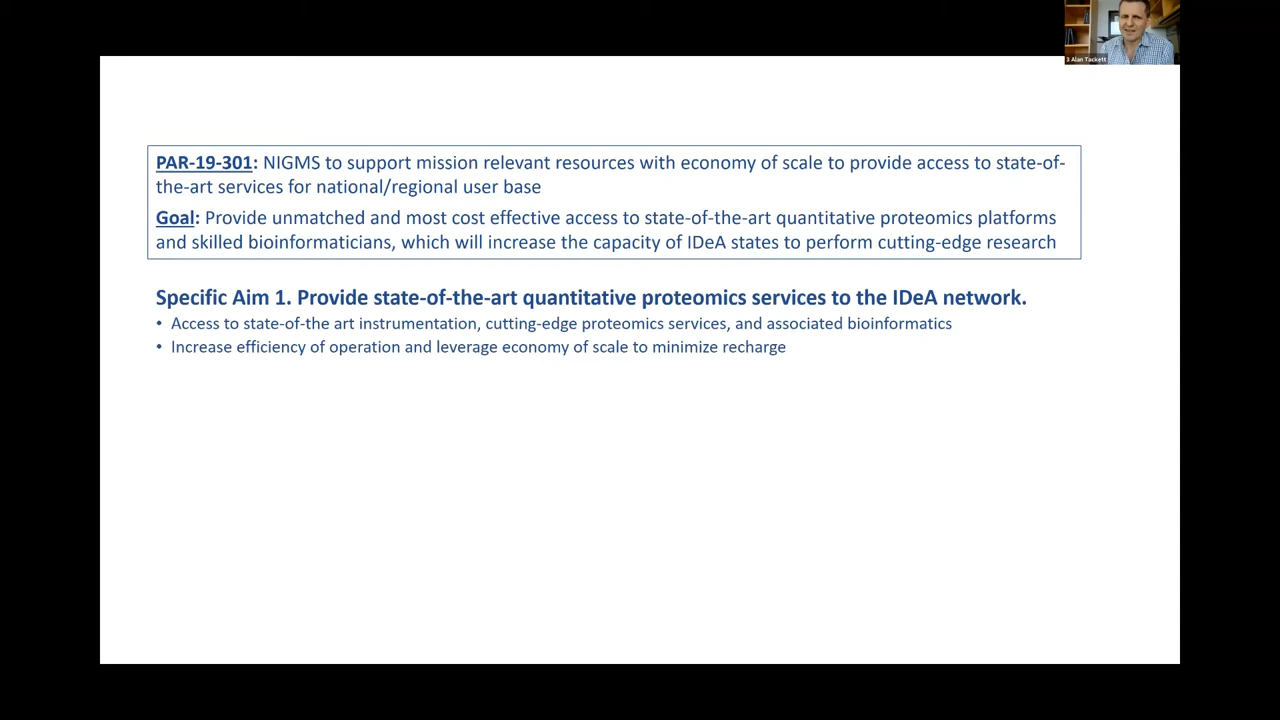 3 Alan Tackett
PAR-19-301: NIGMS to support mission relevant resources with economy of scale to provide access to state-of-
the-art services for national/regional user base
Goal: Provide unmatched and most cost effective access to state-of-the-art quantitative proteomics platforms
and skilled bioinformaticians, which will increase the capacity of IDeA states to perform cutting-edge research
Specific Aim 1. Provide state-of-the-art quantitative proteomics services to the IDeA network.
• Access to state-of-the art instrumentation, cutting-edge proteomics services, and associated bioinformatics
• Increase efficiency of operation and leverage economy of scale to minimize recharge